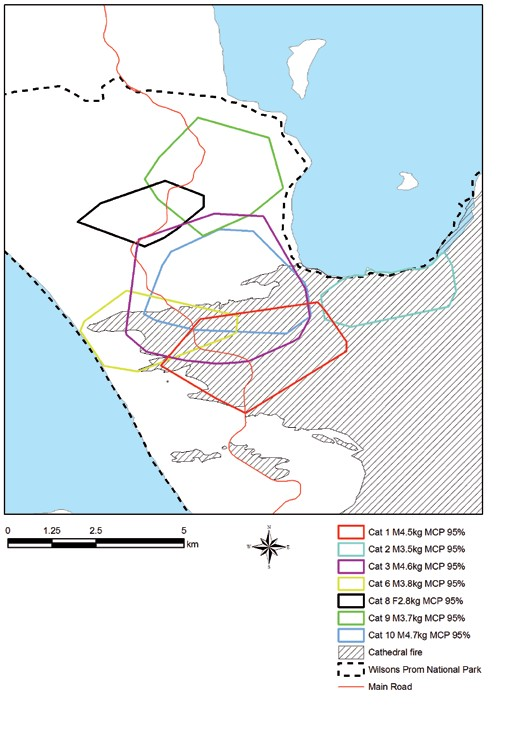 0 1.25 2.5 5
km
N
W E
S
Cat 1 M4.5kg MCP 95%
Cat 2 M3.5kg MCP 95%
Cat 3 M4.6kg MCP 95%
Cat 6 M3.8kg MCP 95%
Cat 8 F2.8kg MCP 95%
Cat 9 M3.7kg MCP 95%
Cat 10 M4.7kg MCP 95%
Cathedral fire
Wilsons Prom National Park
Main Road